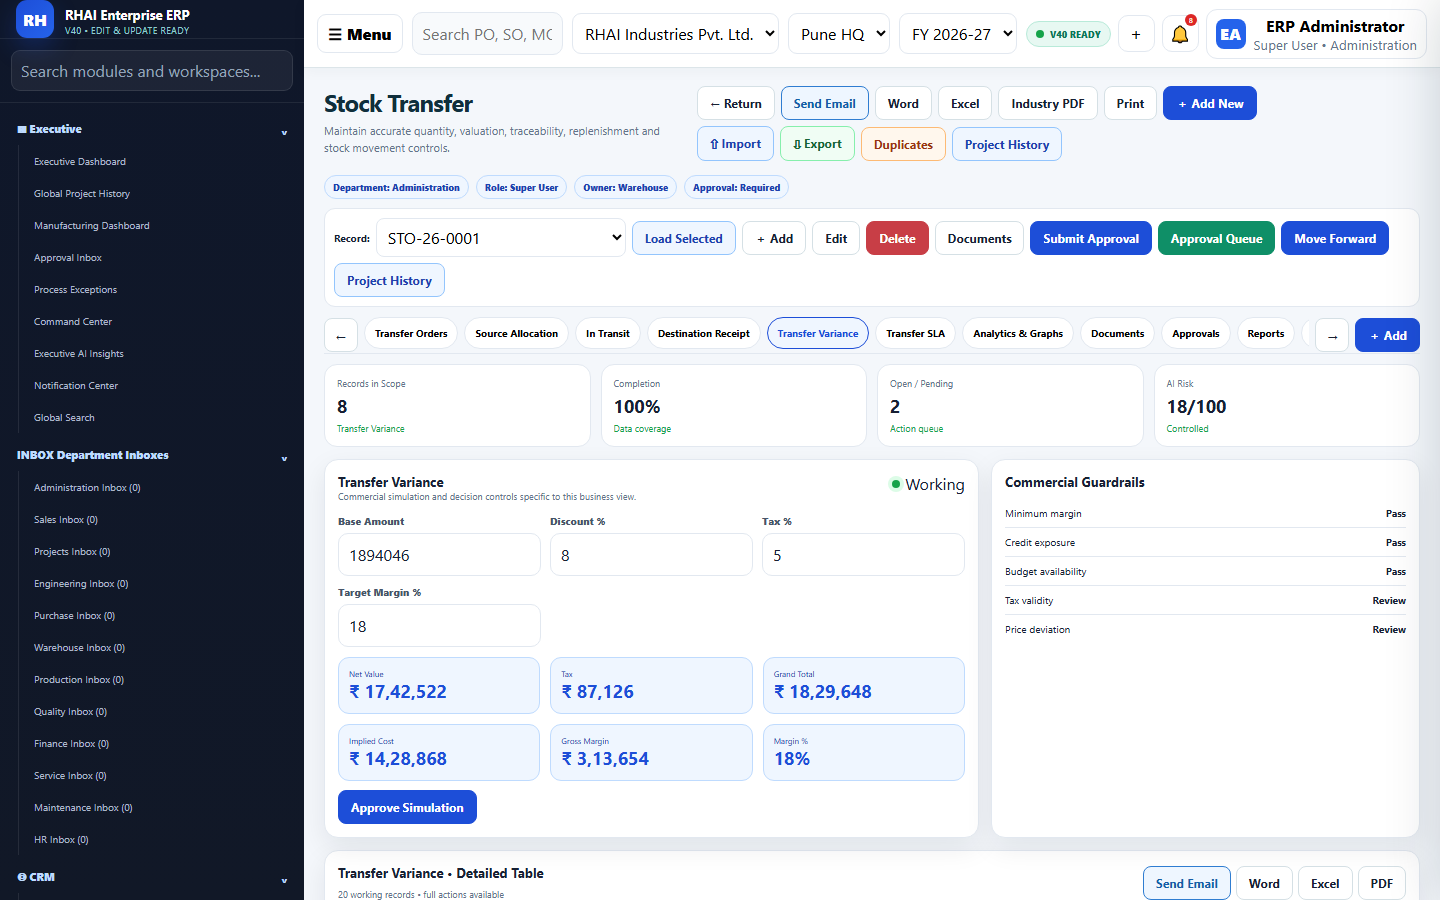 RH
RHAI Enterprise ERP
V40 • EDIT & UPDATE READY
Search modules and workspaces...
Executive
Executive Dashboard
Global Project History
Manufacturing Dashboard
Approval Inbox
Process Exceptions
Command Center
Executive AI Insights
Notification Center
Global Search
INBOX Department Inboxes
Administration Inbox (0)
Sales Inbox (0)
Projects Inbox (0)
Engineering Inbox (0)
Purchase Inbox (0)
Warehouse Inbox (0)
Production Inbox (0)
Quality Inbox (0)
Finance Inbox (0)
Service Inbox (0)
Maintenance Inbox (0)
HR Inbox (0)
CRM
☰ Menu
Search PO, SO, MC
RHAI Industries Pvt. Ltd.
Pune HQ
FY 2026-27
V40 READY
+
8
EA
ERP Administrator
Super User • Administration
Stock Transfer
Maintain accurate quantity, valuation, traceability, replenishment and
stock movement controls.
← Return
Send Email
Word
Excel
Industry PDF
Print
+ Add New
⇧ Import
⇩ Export
Duplicates
Project History
Department: Administration
Role: Super User
Owner: Warehouse
Approval: Required
Record:
STO-26-0001
Load Selected
+ Add
Edit
Delete
Documents
Submit Approval
Approval Queue
Move Forward
Project History
←
Transfer Orders
Source Allocation
In Transit
Destination Receipt
Transfer Variance
Transfer SLA
Analytics & Graphs
Documents
Approvals
Reports
→
+ Add
Records in Scope
8
Transfer Variance
Completion
100%
Data coverage
Open / Pending
2
Action queue
AI Risk
18/100
Controlled
Transfer Variance
Commercial simulation and decision controls specific to this business view.
Working
Base Amount
1894046
Discount %
8
Tax %
5
Target Margin %
18
Net Value
₹ 17,42,522
Tax
₹ 87,126
Grand Total
₹ 18,29,648
Implied Cost
₹ 14,28,868
Gross Margin
₹ 3,13,654
Margin %
18%
Approve Simulation
Commercial Guardrails
Minimum margin Pass
Credit exposure Pass
Budget availability Pass
Tax validity Review
Price deviation Review
Transfer Variance • Detailed Table
20 working records • full actions available
Send Email
Word
Excel
PDF